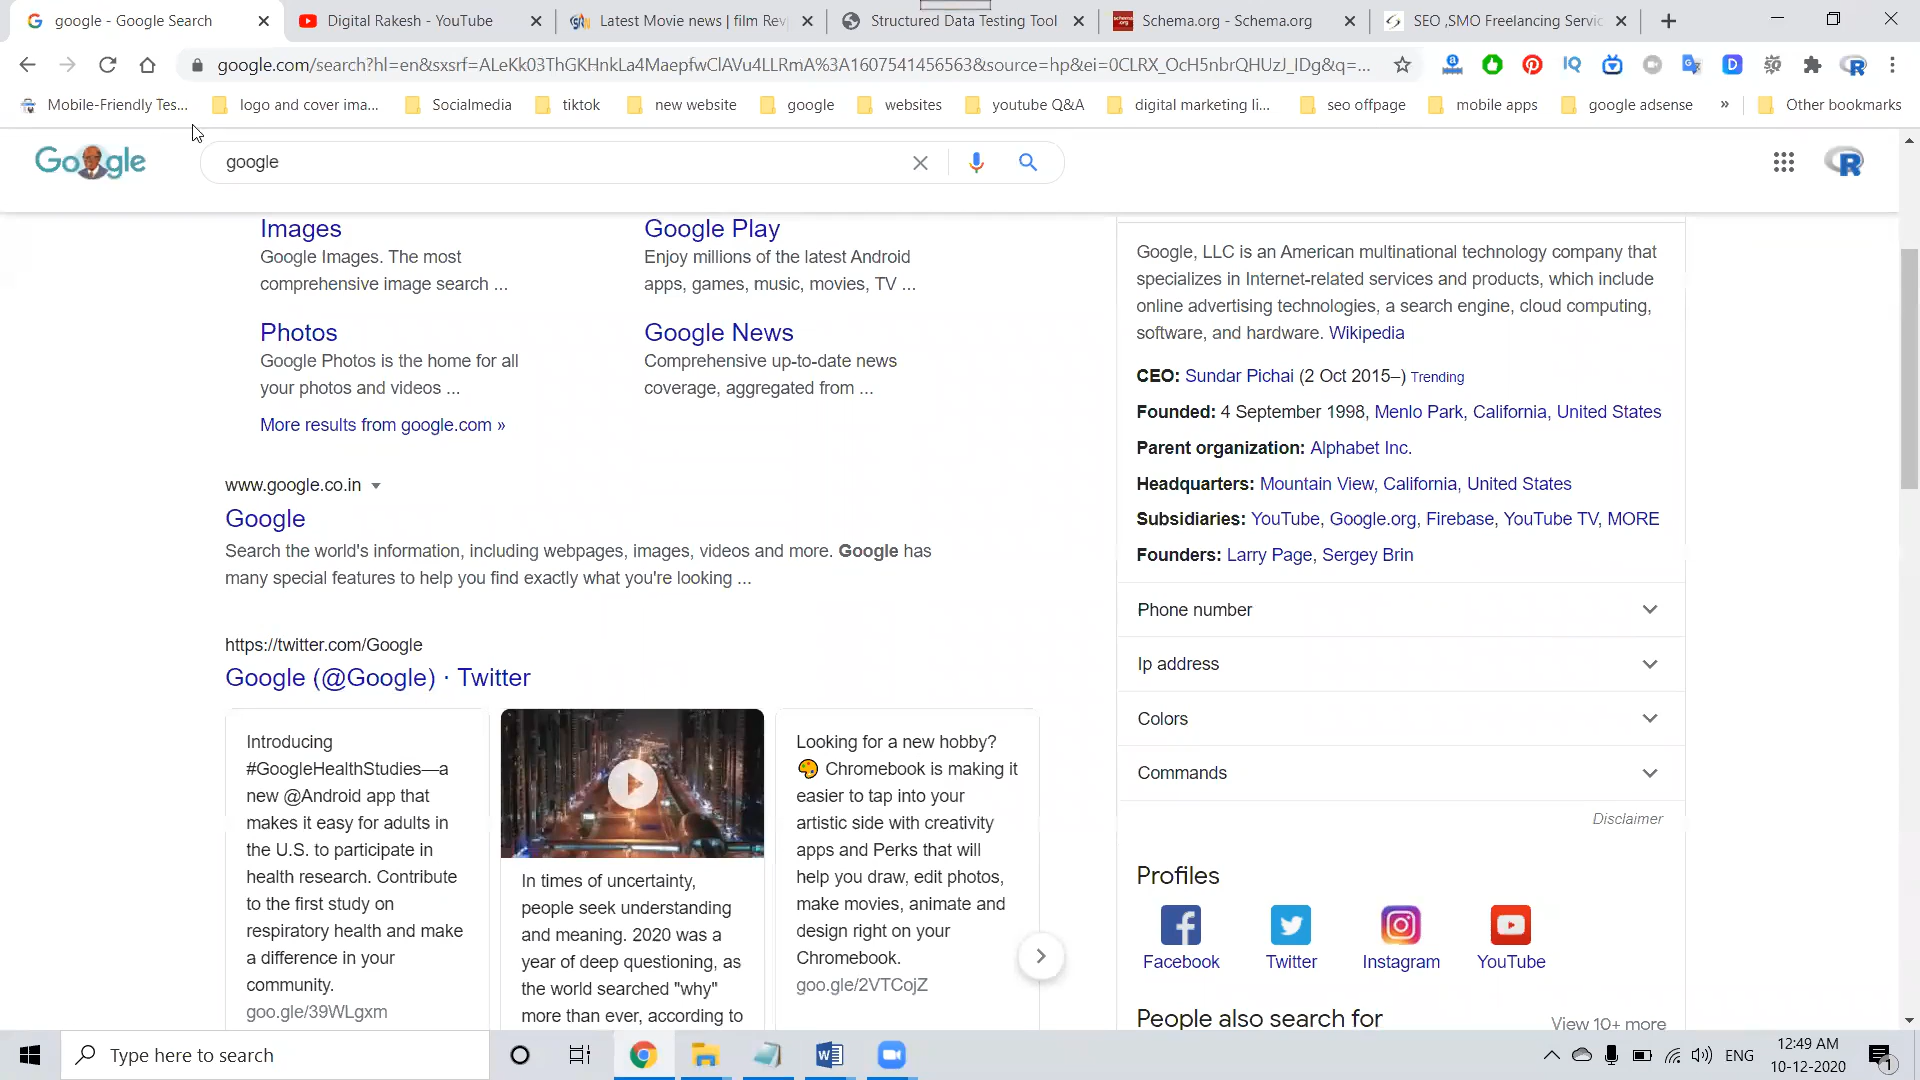 google - Google Search
Digital Rakesh - YouTube
Latest Movie news | film Rev
Structured Data Testing Tool
Schema.org - Schema.org
SEO ,SMO Freelancing Servic
google.com/search?hl=en&sxsrf=ALeKk03ThGKHnkLa4MaepfwClAVu4LLRmA%3A1607541456563&source=hp&ei=0CLRX_OcH5nbrQHUzJ_IDg&q=...
Mobile-Friendly Tes...
logo and cover ima...
Socialmedia
tiktok
new website
google
websites
youtube Q&A
digital marketing li...
seo offpage
mobile apps
google adsense
»
Other bookmarks
Google
google
Images
Google Images. The most
comprehensive image search ...
Google Play
Enjoy millions of the latest Android
apps, games, music, movies, TV ...
Photos
Google Photos is the home for all
your photos and videos ...
Google News
Comprehensive up-to-date news
coverage, aggregated from ...
More results from google.com »
www.google.co.in
Google
Search the world's information, including webpages, images, videos and more. Google has
many special features to help you find exactly what you're looking ...
https://twitter.com/Google
Google (@Google) · Twitter
Introducing
#GoogleHealthStudies—a
new @Android app that
makes it easy for adults in
the U.S. to participate in
health research. Contribute
to the first study on
respiratory health and make
a difference in your
community.
goo.gle/39WLgxm
In times of uncertainty,
people seek understanding
and meaning. 2020 was a
year of deep questioning, as
the world searched "why"
more than ever, according to
Looking for a new hobby?
🎨 Chromebook is making it
easier to tap into your
artistic side with creativity
apps and Perks that will
help you draw, edit photos,
make movies, animate and
design right on your
Chromebook.
goo.gle/2VTCojZ
Google, LLC is an American multinational technology company that
specializes in Internet-related services and products, which include
online advertising technologies, a search engine, cloud computing,
software, and hardware. Wikipedia
CEO: Sundar Pichai (2 Oct 2015–) Trending
Founded: 4 September 1998, Menlo Park, California, United States
Parent organization: Alphabet Inc.
Headquarters: Mountain View, California, United States
Subsidiaries: YouTube, Google.org, Firebase, YouTube TV, MORE
Founders: Larry Page, Sergey Brin
Phone number
Ip address
Colors
Commands
Disclaimer
Profiles
Facebook
Twitter
Instagram
YouTube
People also search for
View 10+ more
Type here to search
ENG
12:49 AM
10-12-2020
1